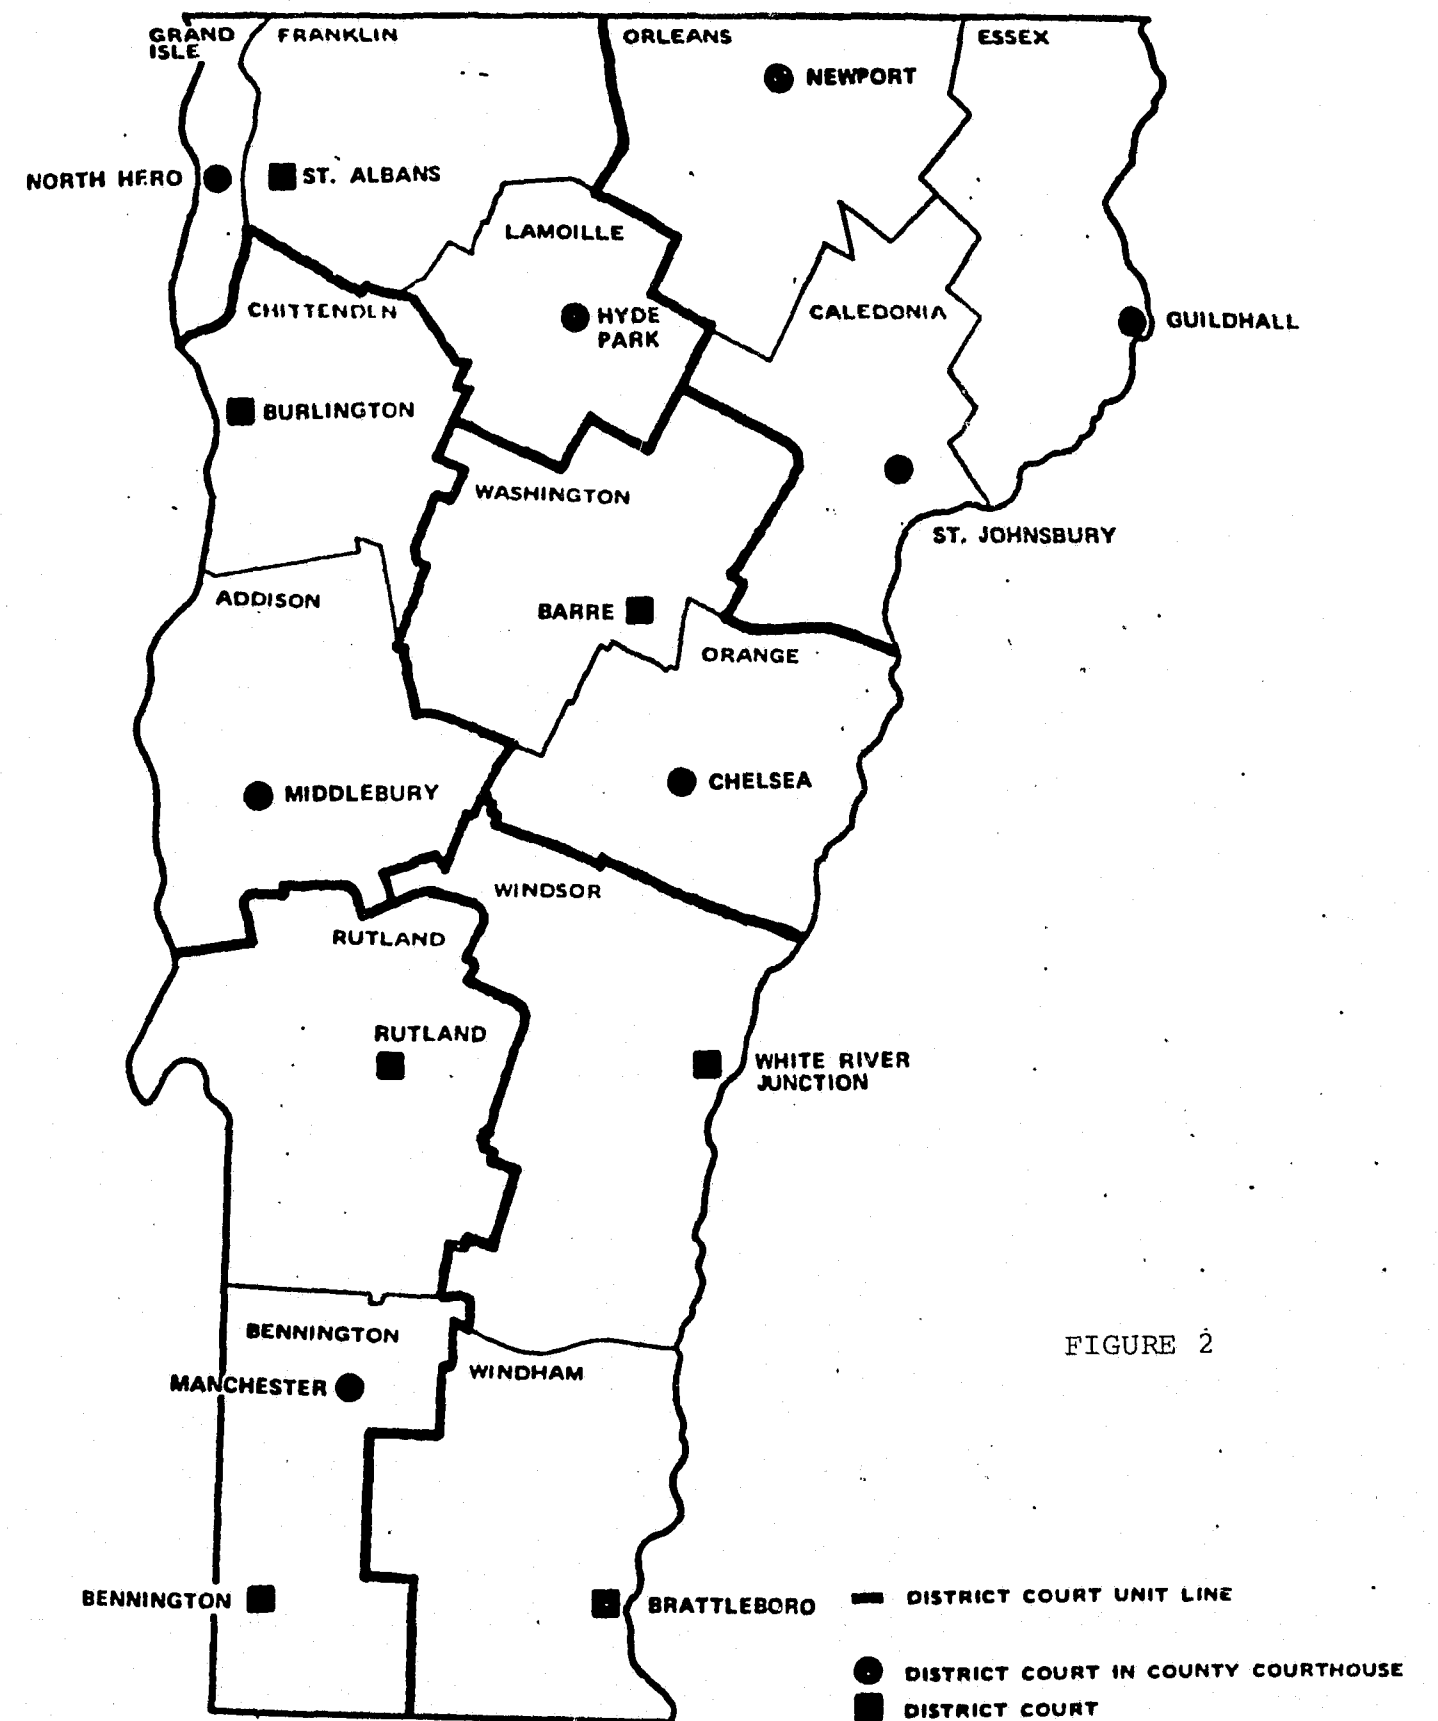 GRAND
ISLE
FRANKLIN
ORLEANS
ESSEX
NEWPORT
NORTH HERO
ST. ALBANS
LAMOILLE
CHITTENDEN
HYDE
PARK
CALEDONIA
GUILDHALL
BURLINGTON
WASHINGTON
ST. JOHNSBURY
ADDISON
BARRE
ORANGE
MIDDLEBURY
CHELSEA
WINDSOR
RUTLAND
RUTLAND
WHITE RIVER
JUNCTION
BENNINGTON
FIGURE 2
WINDHAM
MANCHESTER
BENNINGTON
BRATTLEBORO
DISTRICT COURT UNIT LINE
DISTRICT COURT IN COUNTY COURTHOUSE
DISTRICT COURT